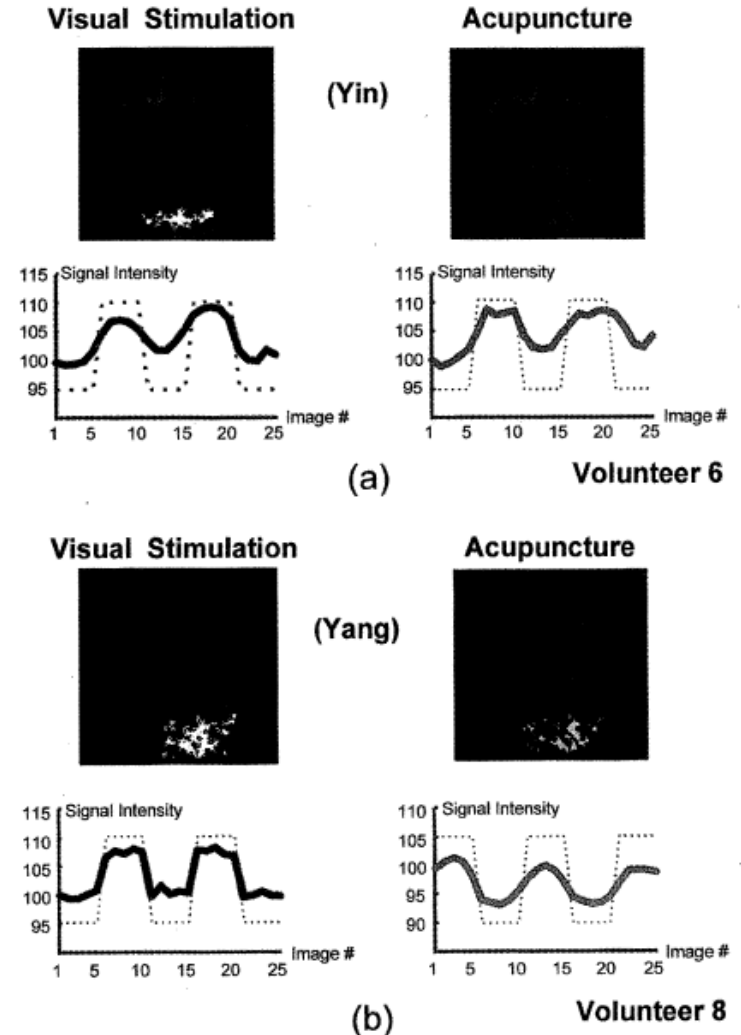 Visual Stimulation
Acupuncture
(Yin)
115 Signal Intensity
110
105
100
95
1 5 10 15 20 25
Image #
115 Signal Intensity
110
105
100
95
1 5 10 15 20 25
Image #
(a)
Volunteer 6
Visual Stimulation
Acupuncture
(Yang)
115 Signal Intensity
110
105
100
95
1 5 10 15 20 25
Image #
110 Signal Intensity
105
100
95
90
1 5 10 15 20 25
Image #
(b)
Volunteer 8